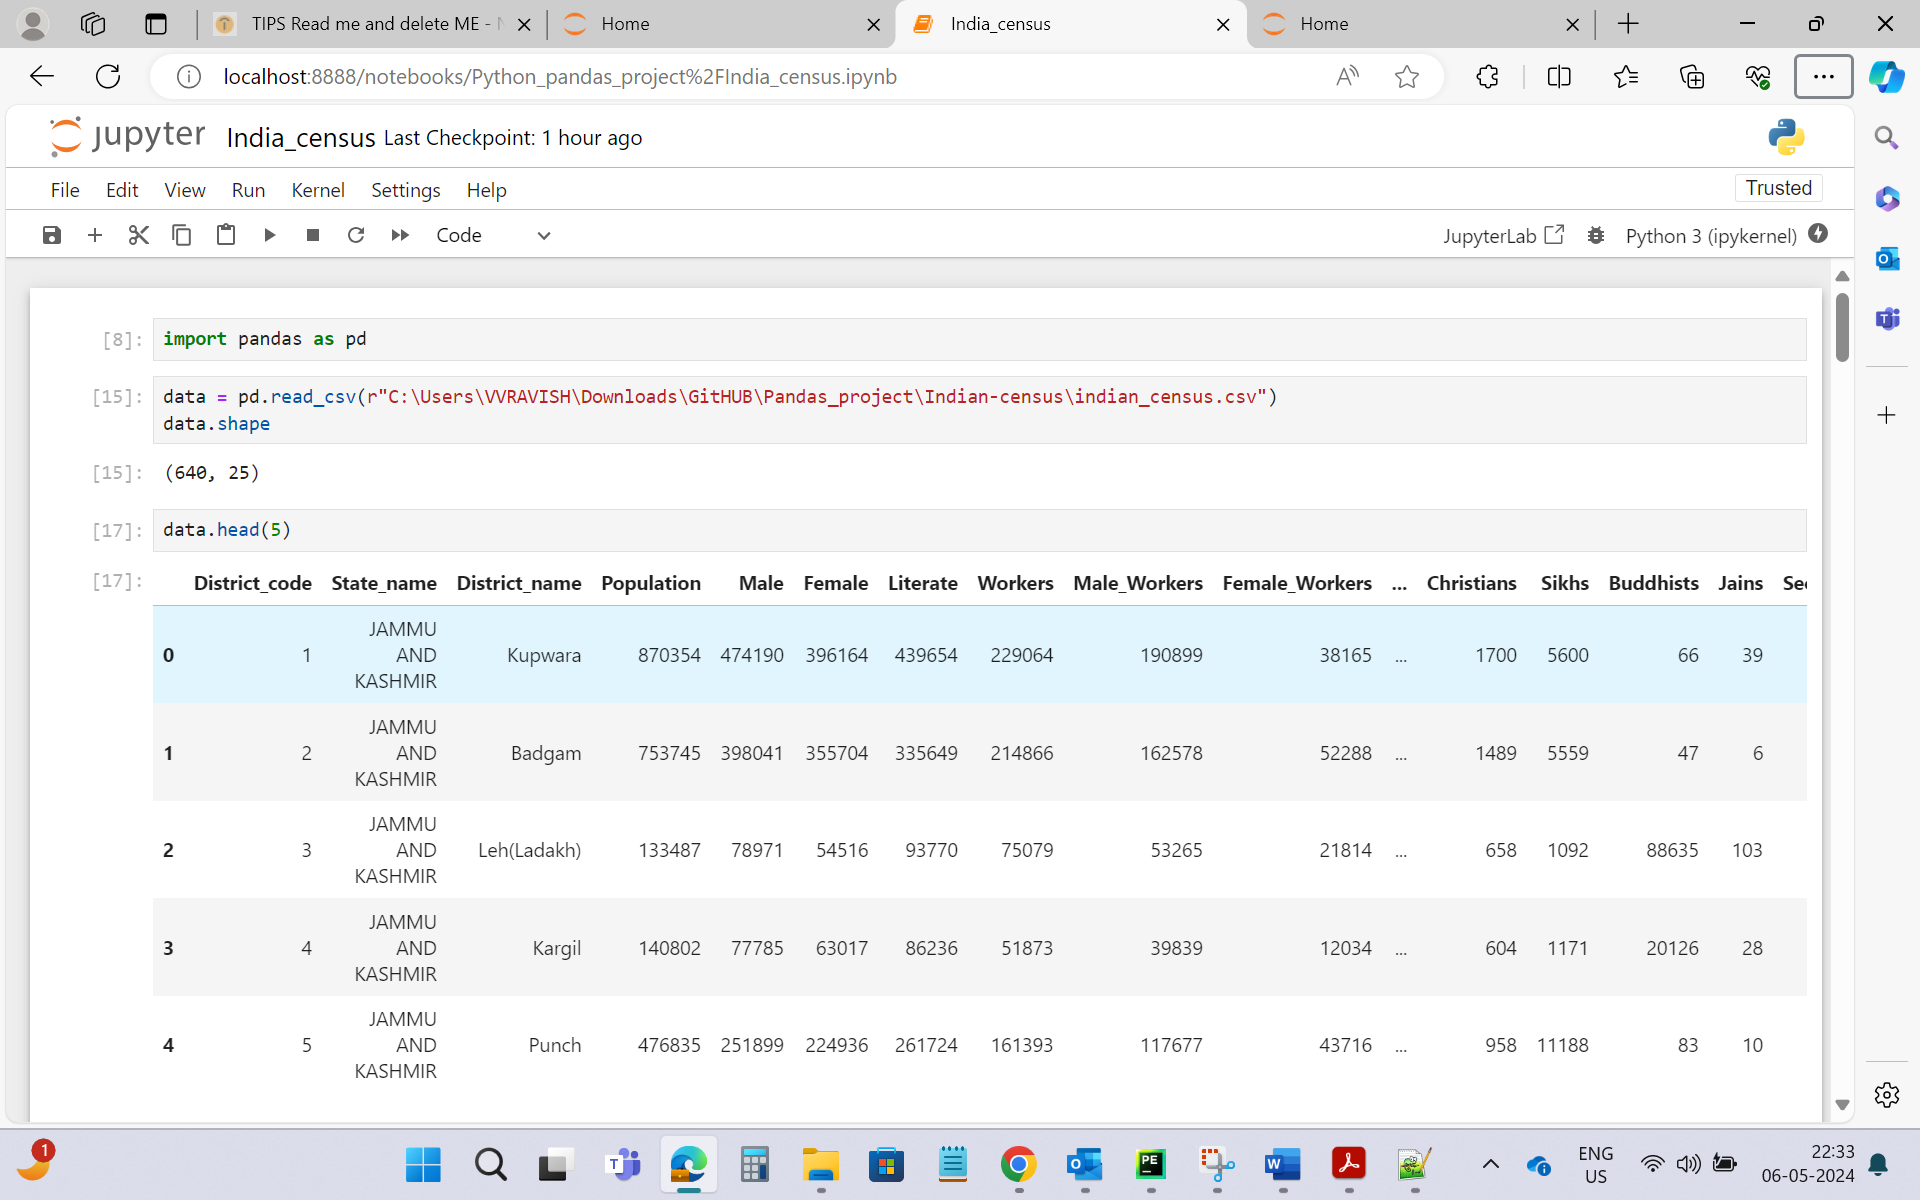 TIPS Read me and delete ME -
Home
India_census
Home
localhost:8888/notebooks/Python_pandas_project%2FIndia_census.ipynb
jupyter
India_census Last Checkpoint: 1 hour ago
File Edit View Run Kernel Settings Help
Trusted
Code
JupyterLab
Python 3 (ipykernel)
[8]: import pandas as pd
[15]: data = pd.read_csv(r"C:\Users\VVRAVISH\Downloads\GitHUB\Pandas_project\Indian-census\indian_census.csv")
data.shape
[15]: (640, 25)
[17]: data.head(5)
[17]: District_code State_name District_name Population Male Female Literate Workers Male_Workers Female_Workers ... Christians Sikhs Buddhists Jains
0 1 JAMMU AND KASHMIR Kupwara 870354 474190 396164 439654 229064 190899 38165 ... 1700 5600 66 39
1 2 JAMMU AND KASHMIR Badgam 753745 398041 355704 335649 214866 162578 52288 ... 1489 5559 47 6
2 3 JAMMU AND KASHMIR Leh(Ladakh) 133487 78971 54516 93770 75079 53265 21814 ... 658 1092 88635 103
3 4 JAMMU AND KASHMIR Kargil 140802 77785 63017 86236 51873 39839 12034 ... 604 1171 20126 28
4 5 JAMMU AND KASHMIR Punch 476835 251899 224936 261724 161393 117677 43716 ... 958 11188 83 10
1
ENG
US
22:33
06-05-2024